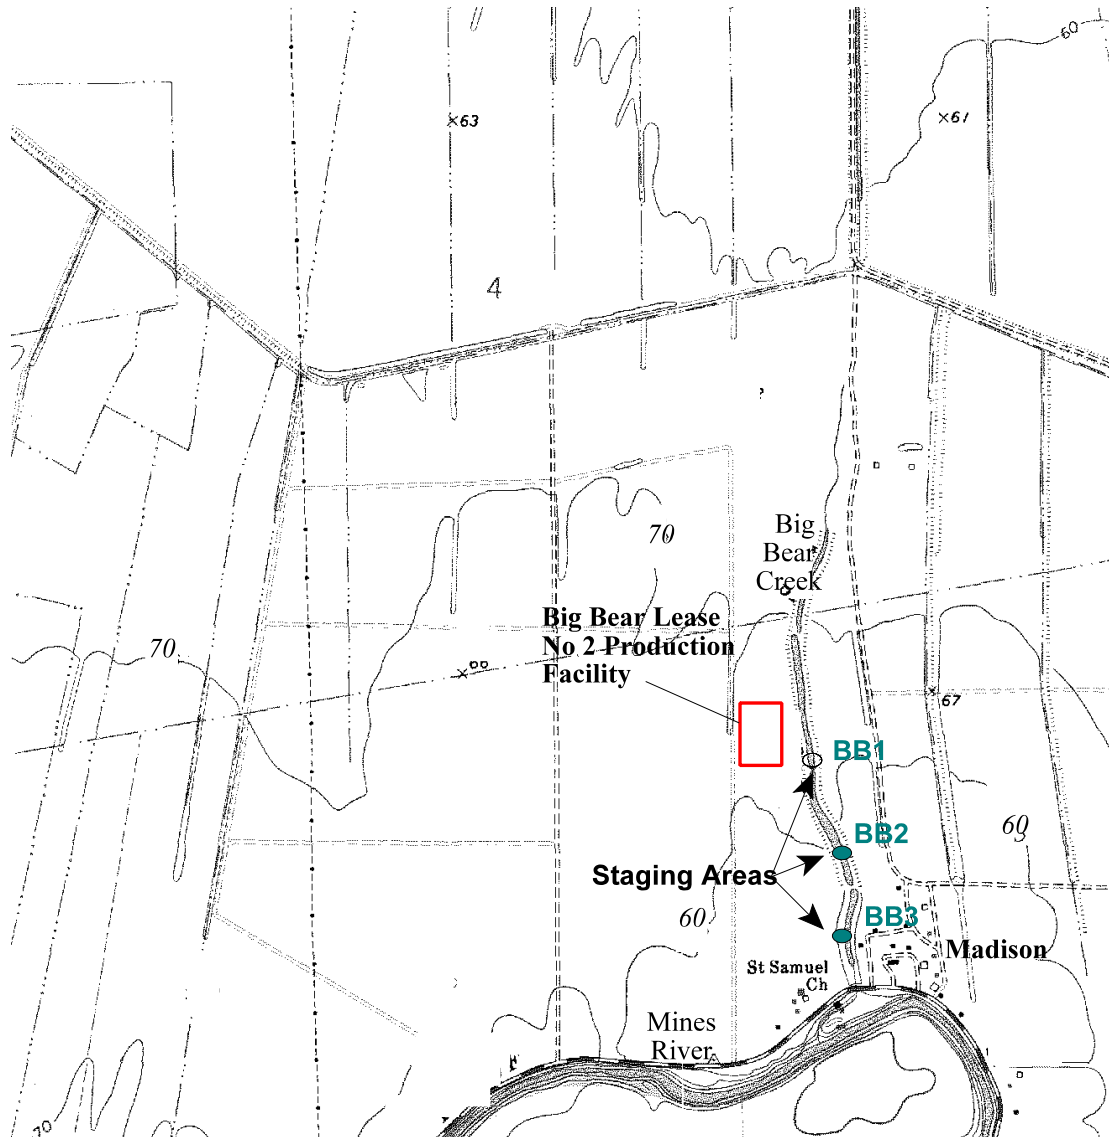 60
×63
×61
4
Big
Bear
Creek
70
Big Bear Lease
No 2 Production
Facility
70
67
BB1
BB2
60
Staging Areas
BB3
60
Madison
St Samuel
Ch
Mines
River
70